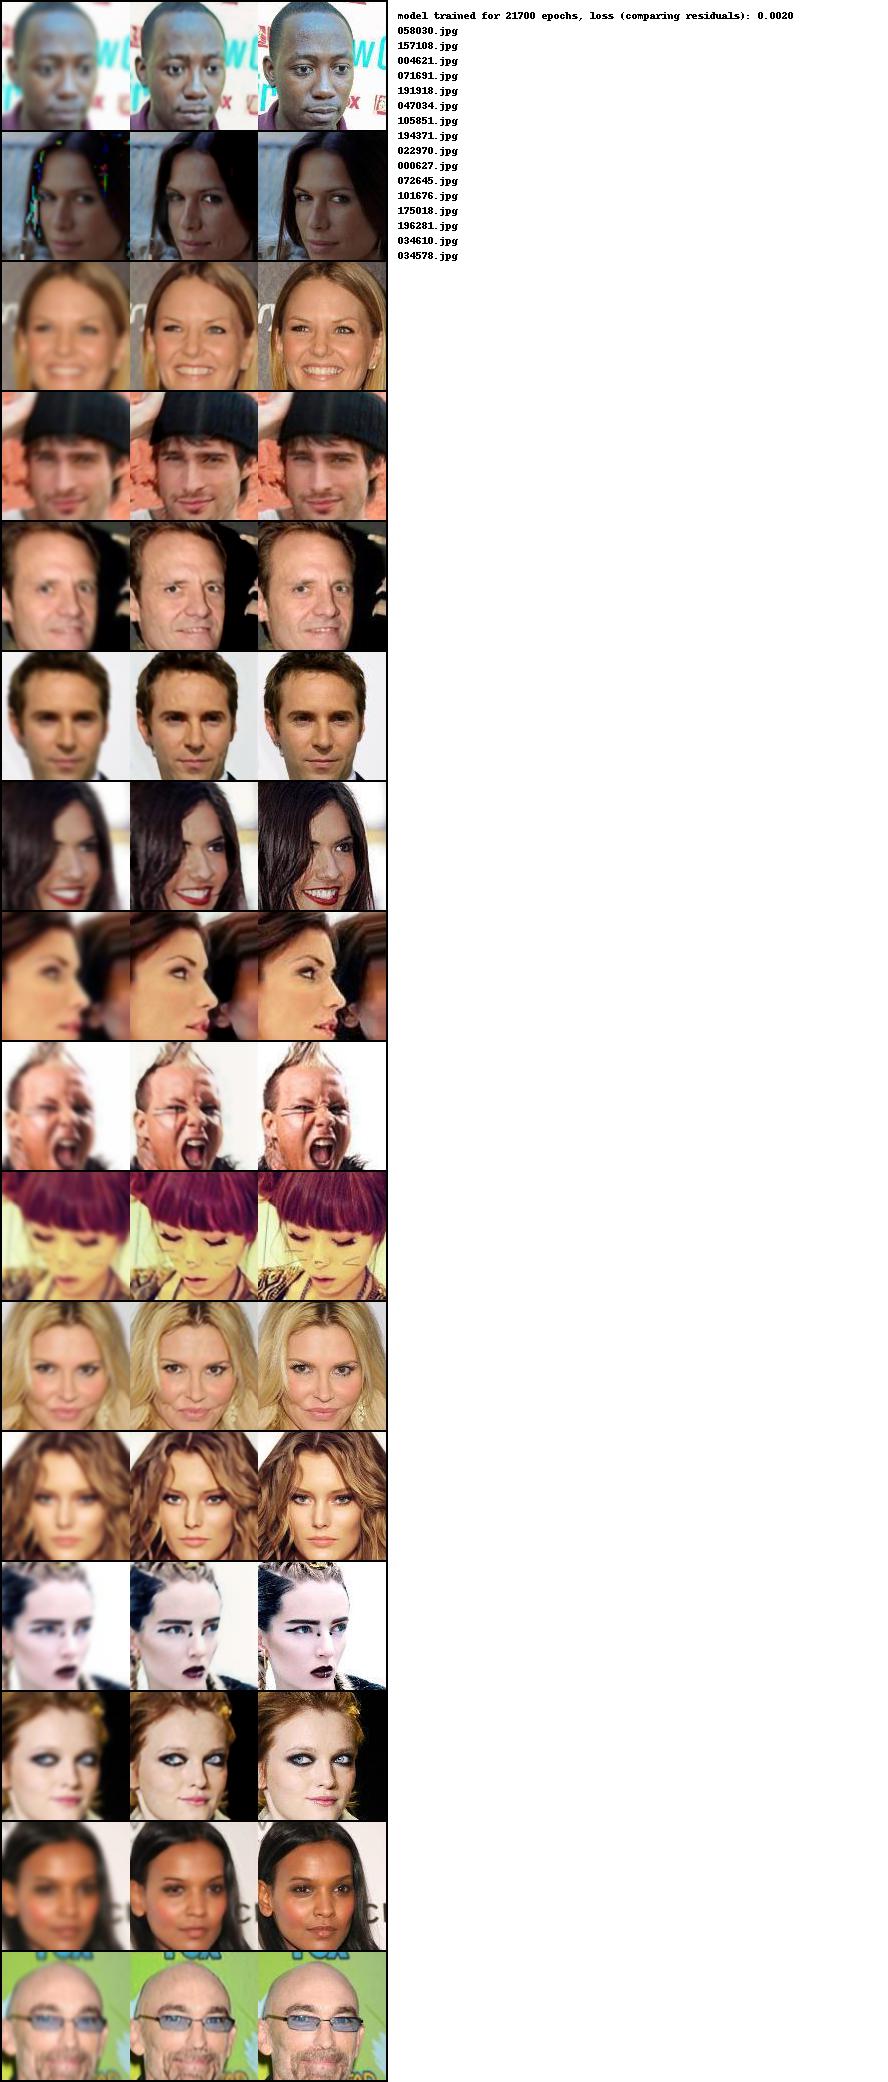 model trained for 21700 epochs, loss (comparing residuals): 0.0020
058030.jpg
157108.jpg
004621.jpg
071691.jpg
191918.jpg
047034.jpg
105851.jpg
194371.jpg
022970.jpg
000627.jpg
072645.jpg
101676.jpg
175018.jpg
196281.jpg
034610.jpg
034578.jpg